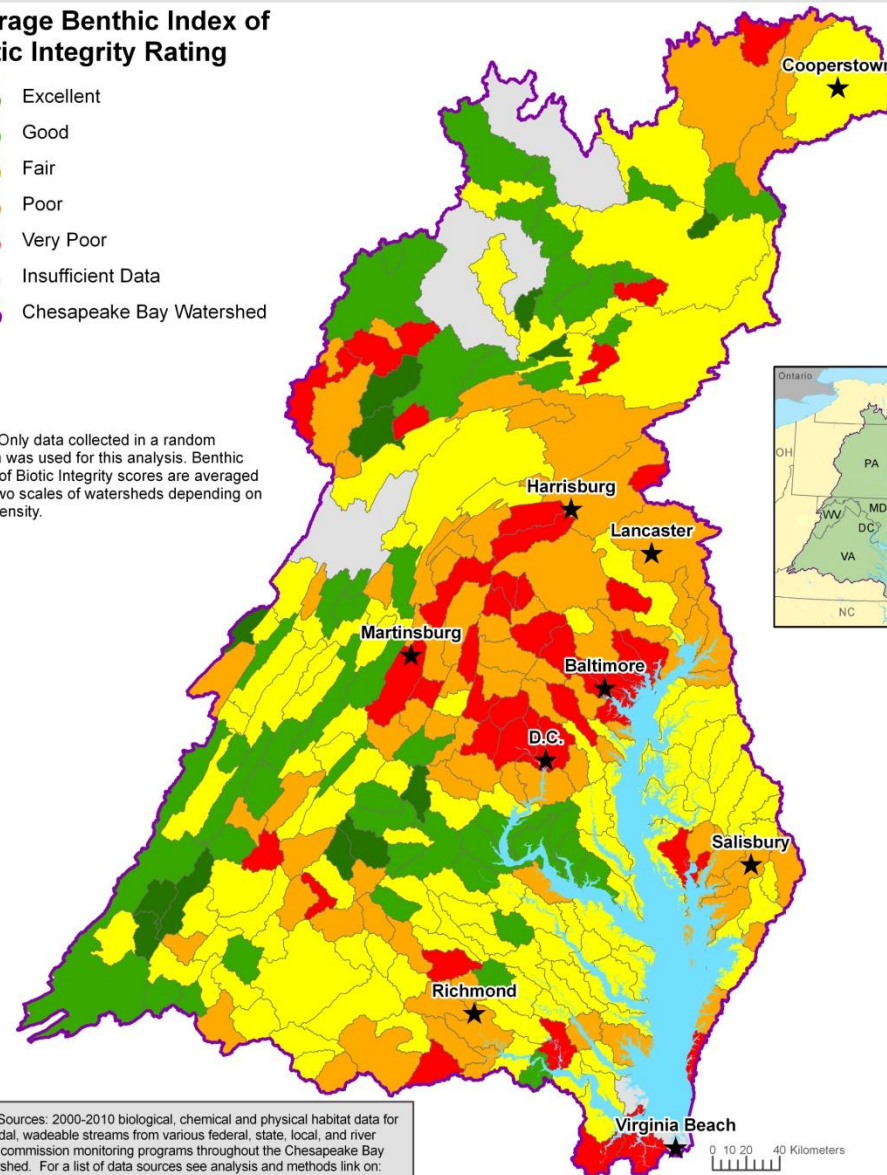 rage Benthic Index of
tic Integrity Rating
Excellent
Good
Fair
Poor
Very Poor
Insufficient Data
Chesapeake Bay Watershed
Only data collected in a random
was used for this analysis. Benthic
of Biotic Integrity scores are averaged
wo scales of watersheds depending on
ensity.
Cooperstown
Ontario
OH
PA
WV
MD
DC
VA
NC
Harrisburg
Lancaster
Martinsburg
Baltimore
D.C.
Salisbury
Richmond
Virginia Beach
0 10 20 40 Kilometers
Sources: 2000-2010 biological, chemical and physical habitat data for
dal, wadeable streams from various federal, state, local, and river
commission monitoring programs throughout the Chesapeake Bay
shed. For a list of data sources see analysis and methods link on: